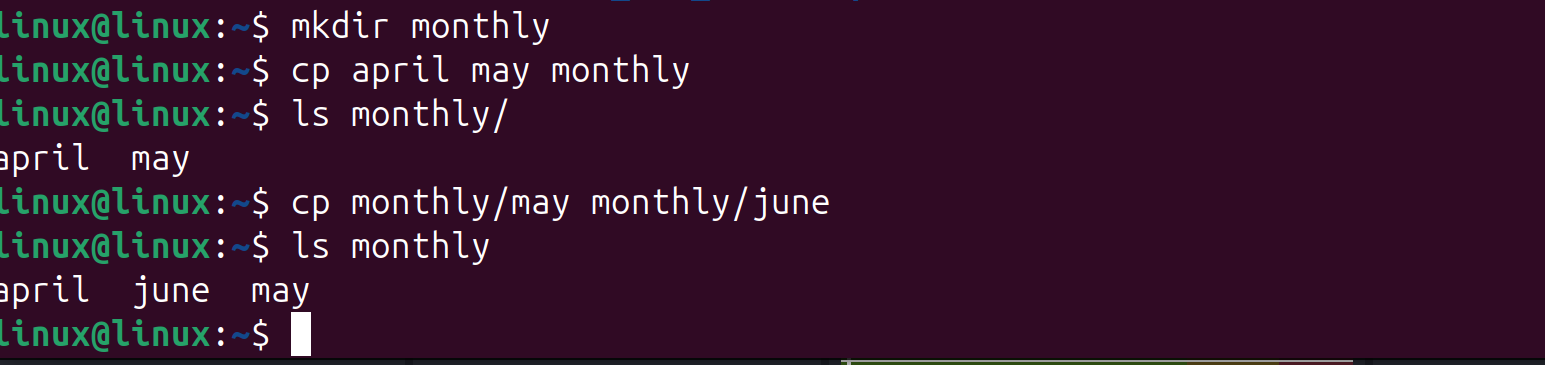 linux@linux:~$ mkdir monthly
linux@linux:~$ cp april may monthly
linux@linux:~$ ls monthly/
april  may
linux@linux:~$ cp monthly/may monthly/june
linux@linux:~$ ls monthly
april  june  may
linux@linux:~$